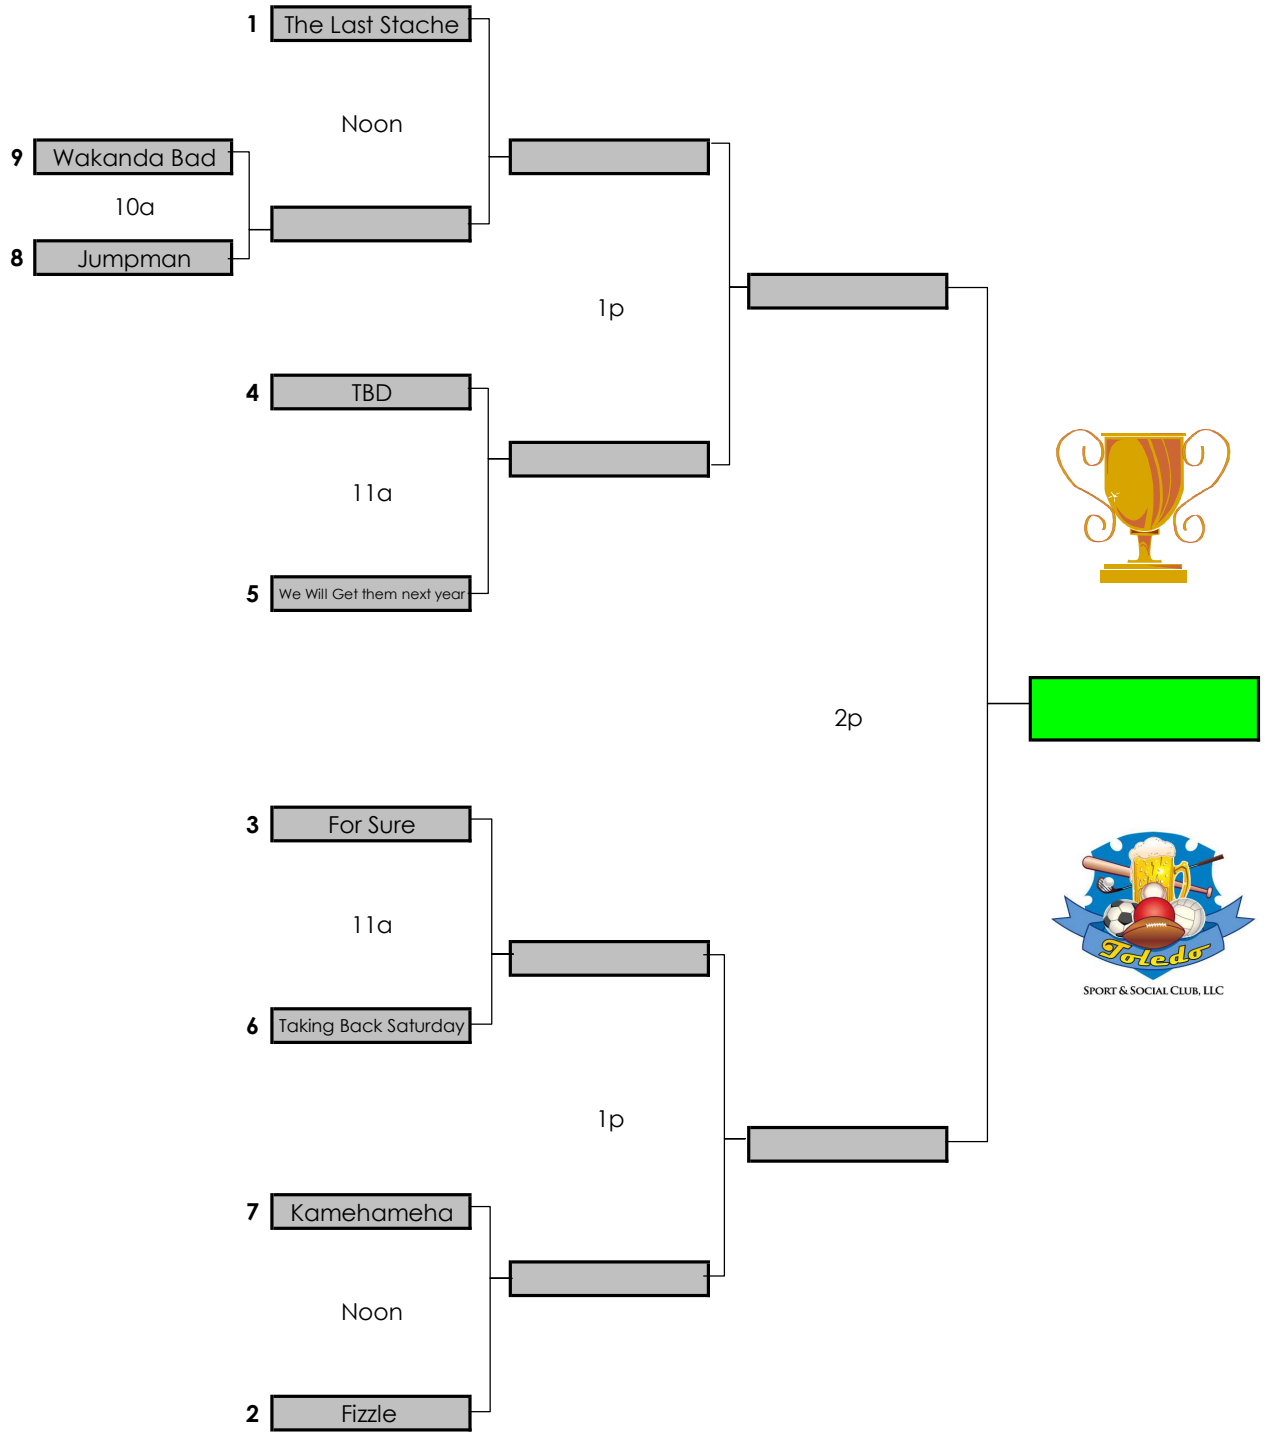 1 The Last Stache
Noon
9 Wakanda Bad
10a
8 Jumpman
1p
4 TBD
11a
5 We Will Get them next year
2p
3 For Sure
11a
6 Taking Back Saturday
1p
7 Kamehameha
Noon
2 Fizzle
Toledo
SPORT & SOCIAL CLUB, LLC